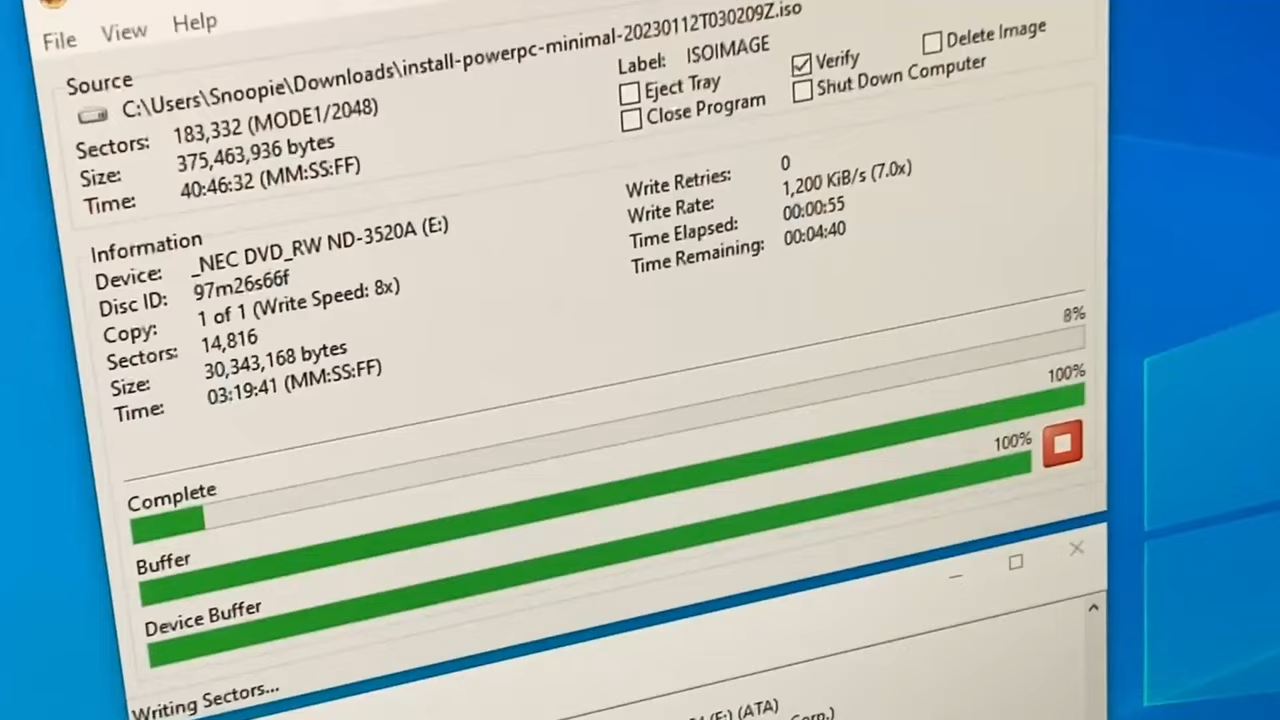 File View Help
Source
C:\Users\Snoopie\Downloads\install-powerpc-minimal-20230112T030209Z.iso
Sectors: 183,332 (MODE1/2048)
Size: 375,463,936 bytes
Time: 40:46:32 (MM:SS:FF)
Label: ISOIMAGE
Eject Tray
Close Program
Verify
Delete Image
Shut Down Computer
Information
Device: _NEC DVD_RW ND-3520A (E:)
Disc ID: 97m26s66f
Copy: 1 of 1 (Write Speed: 8x)
Sectors: 14,816
Size: 30,343,168 bytes
Time: 03:19:41 (MM:SS:FF)
Write Retries: 0
Write Rate: 1,200 KiB/s (7.0x)
Time Elapsed: 00:00:55
Time Remaining: 00:04:40
Complete 8%
Buffer 100%
Device Buffer 100%
Writing Sectors...
(E:) (ATA)
Corp.)